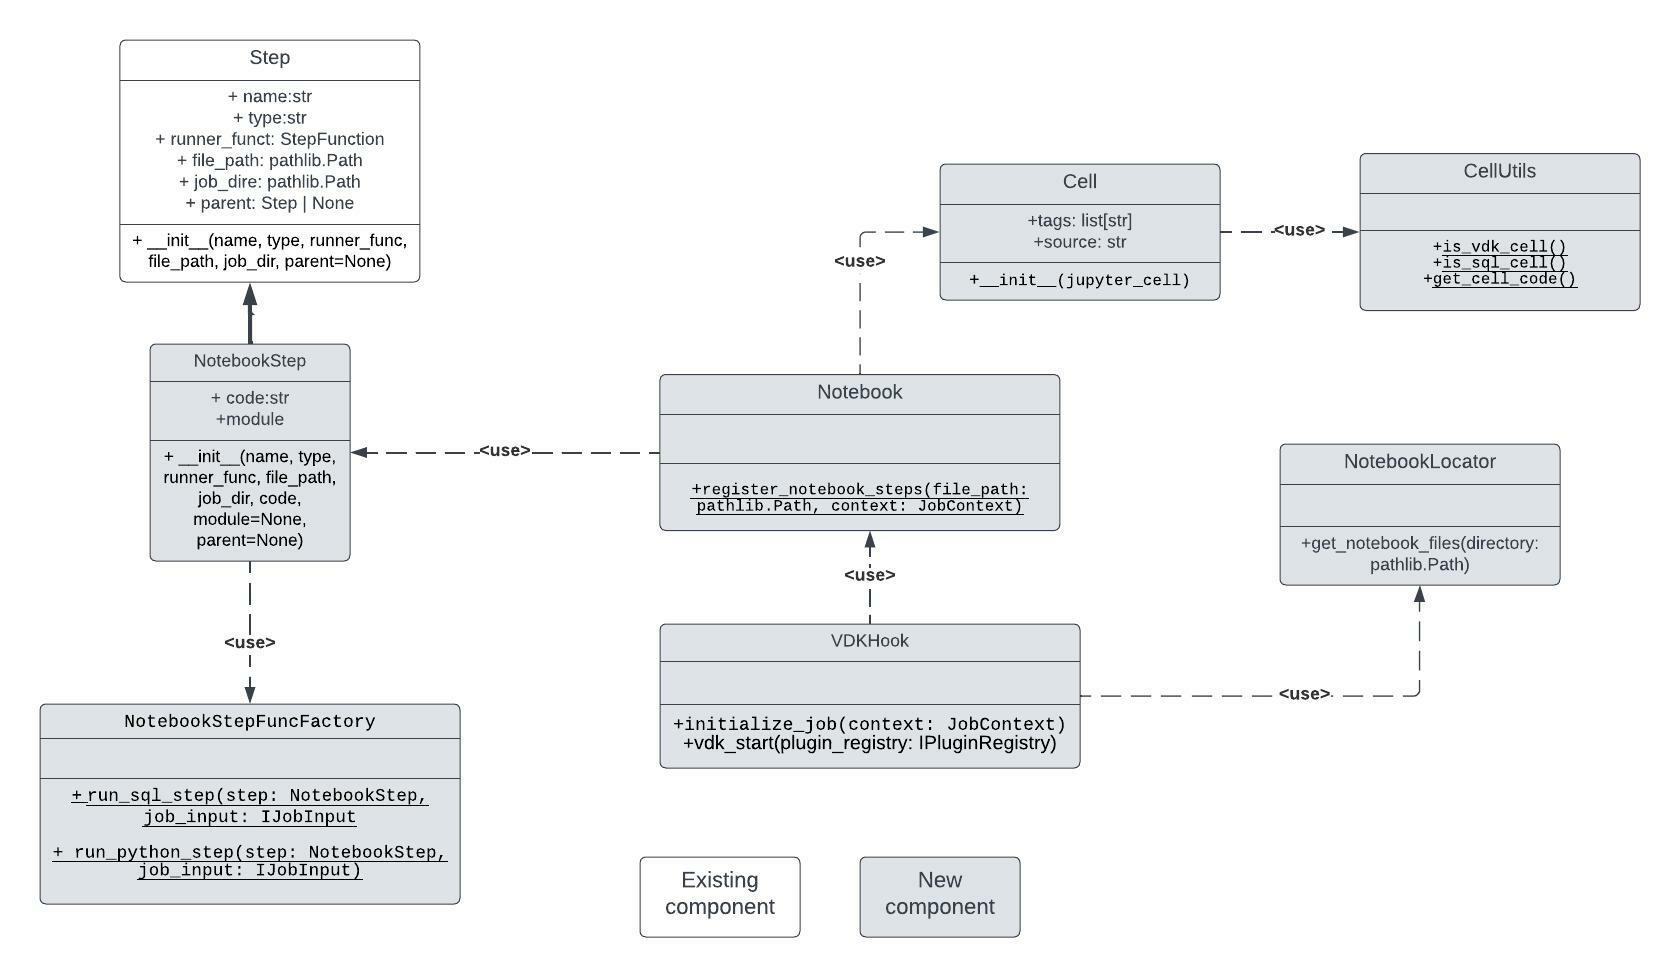 Step
+ name:str
+ type:str
+ runner_funct: StepFunction
+ file_path: pathlib.Path
+ job_dire: pathlib.Path
+ parent: Step | None
+ __init__(name, type, runner_func,
file_path, job_dir, parent=None)
NotebookStep
+ code:str
+module
+ __init__(name, type,
runner_func, file_path,
job_dir, code,
module=None,
parent=None)
<use>
NotebookStepFuncFactory
+ run_sql_step(step: NotebookStep,
job_input: IJobInput
+ run_python_step(step: NotebookStep,
job_input: IJobInput)
<use>
Notebook
+register_notebook_steps(file_path:
pathlib.Path, context: JobContext)
<use>
Cell
+tags: list[str]
+source: str
+__init__(jupyter_cell)
<use>
CellUtils
+is_vdk_cell()
+is_sql_cell()
+get_cell_code()
<use>
VDKHook
+initialize_job(context: JobContext)
+vdk_start(plugin_registry: IPluginRegistry)
<use>
NotebookLocator
+get_notebook_files(directory:
pathlib.Path)
Existing
component
New
component